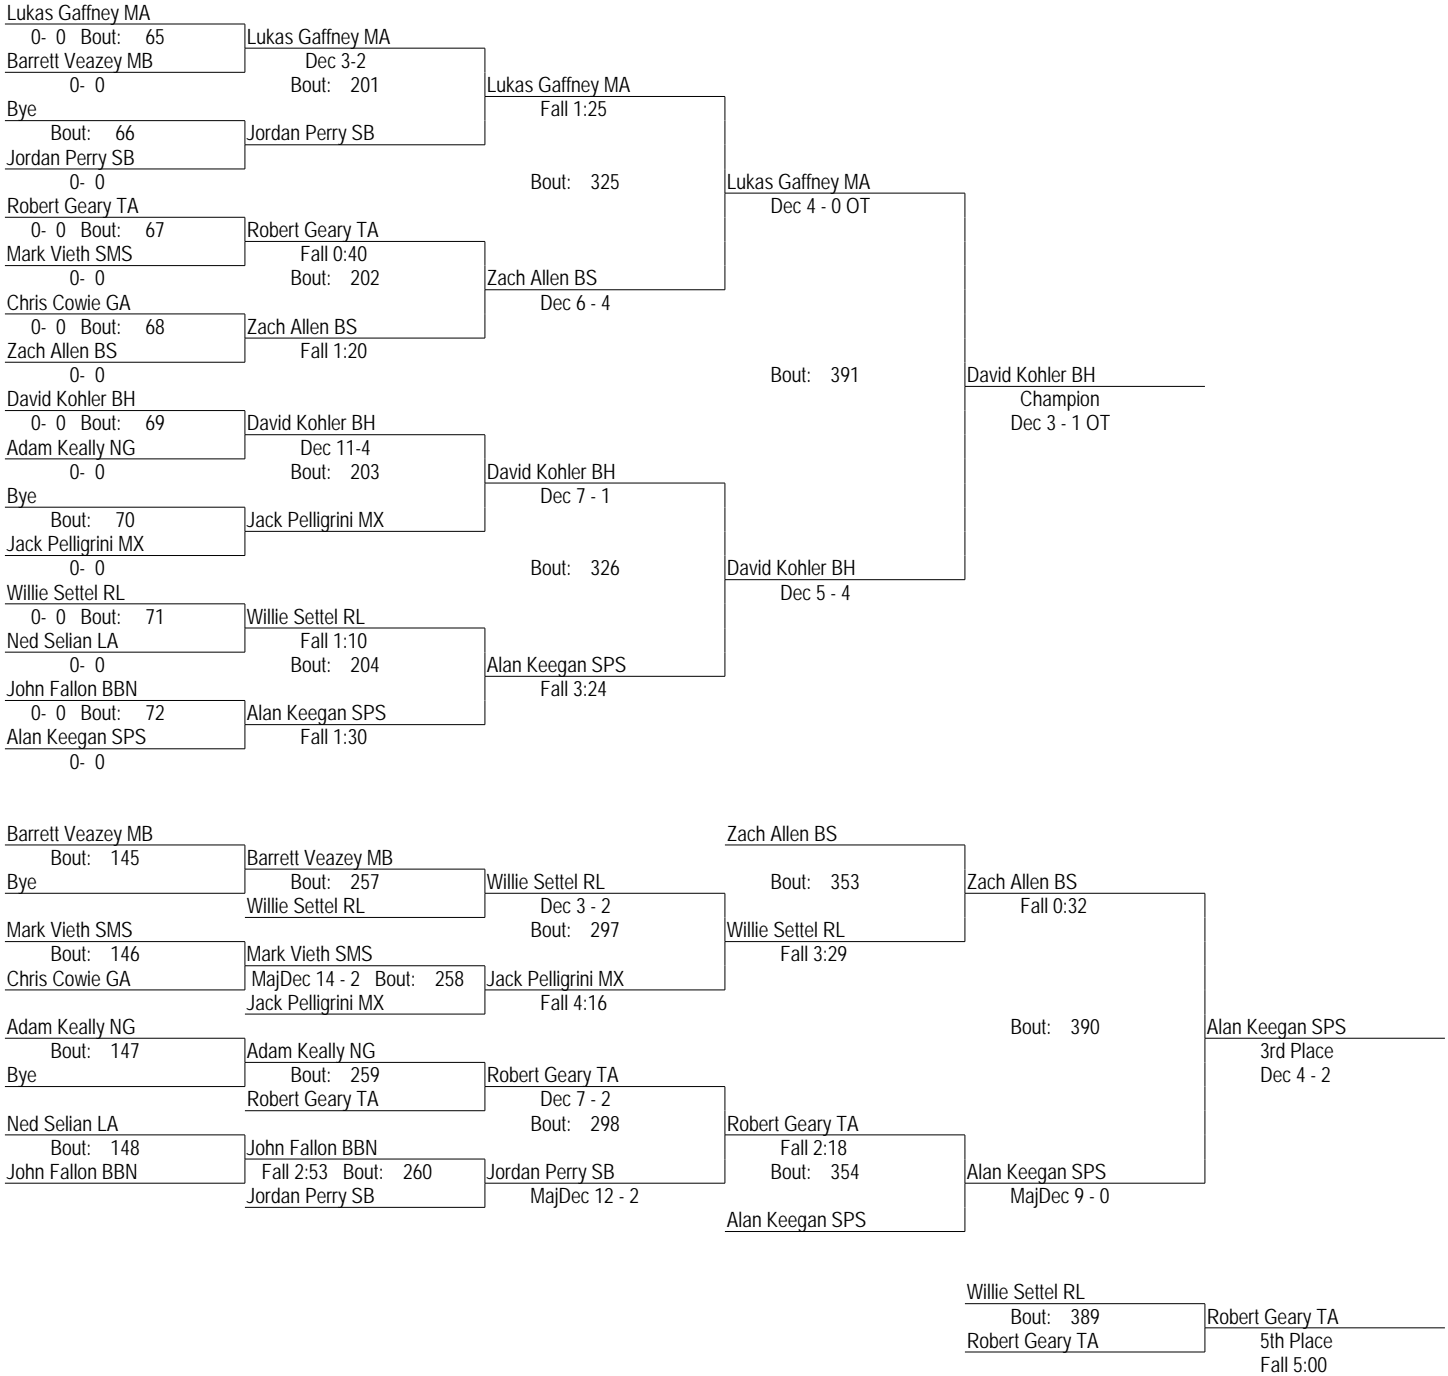 Lukas Gaffney MA
0- 0 Bout: 65 Lukas Gaffney MA
Barrett Veazey MB Dec 3-2
0- 0 Bout: 201 Lukas Gaffney MA
Bye Fall 1:25
Bout: 66 Jordan Perry SB
Jordan Perry SB
0- 0 Bout: 325 Lukas Gaffney MA
Robert Geary TA Dec 4 - 0 OT
0- 0 Bout: 67 Robert Geary TA
Mark Vieth SMS Fall 0:40
0- 0 Bout: 202 Zach Allen BS
Chris Cowie GA Dec 6 - 4
0- 0 Bout: 68 Zach Allen BS
Zach Allen BS Fall 1:20
0- 0 Bout: 391 David Kohler BH
David Kohler BH Champion
0- 0 Bout: 69 David Kohler BH Dec 3 - 1 OT
Adam Keally NG Dec 11-4
0- 0 Bout: 203 David Kohler BH
Bye Dec 7 - 1
Bout: 70 Jack Pelligrini MX
Jack Pelligrini MX
0- 0 Bout: 326 David Kohler BH
Willie Settel RL Dec 5 - 4
0- 0 Bout: 71 Willie Settel RL
Ned Selian LA Fall 1:10
0- 0 Bout: 204 Alan Keegan SPS
John Fallon BBN Fall 3:24
0- 0 Bout: 72 Alan Keegan SPS
Alan Keegan SPS Fall 1:30
0- 0
Barrett Veazey MB Zach Allen BS
Bout: 145 Barrett Veazey MB
Bye Bout: 257 Willie Settel RL Bout: 353 Zach Allen BS
Willie Settel RL Dec 3 - 2 Fall 0:32
Mark Vieth SMS Bout: 297 Willie Settel RL
Bout: 146 Mark Vieth SMS Fall 3:29
Chris Cowie GA MajDec 14 - 2 Bout: 258 Jack Pelligrini MX
Jack Pelligrini MX Fall 4:16
Adam Keally NG Bout: 390 Alan Keegan SPS
Bout: 147 Adam Keally NG 3rd Place
Bye Bout: 259 Robert Geary TA Dec 4 - 2
Robert Geary TA Dec 7 - 2
Ned Selian LA Bout: 298 Robert Geary TA
Bout: 148 John Fallon BBN Fall 2:18
John Fallon BBN Fall 2:53 Bout: 260 Jordan Perry SB Bout: 354 Alan Keegan SPS
Jordan Perry SB MajDec 12 - 2 MajDec 9 - 0
Alan Keegan SPS
Willie Settel RL
Bout: 389 Robert Geary TA
Robert Geary TA 5th Place
Fall 5:00